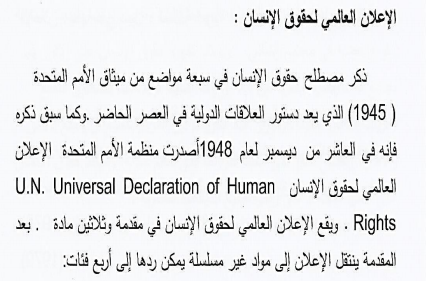 الإعلان العالمي لحقوق الإنسان :
ذكر مصطلح حقوق الإنسان في سبعة مواضع من ميثاق الأمم المتحدة
( 1945) الذي يعد دستور العلاقات الدولية في العصر الحاضر .وكما سبق ذكره
فإنه في العاشر من ديسمبر لعام 1948أصدرت منظمة الأمم المتحدة الإعلان
العالمي لحقوق الإنسان U.N. Universal Declaration of Human
Rights . ويقع الإعلان العالمي لحقوق الإنسان في مقدمة وثلاثين مادة . بعد
المقدمة ينتقل الإعلان إلى مواد غير مسلسلة يمكن ردها إلى أربع فئات: